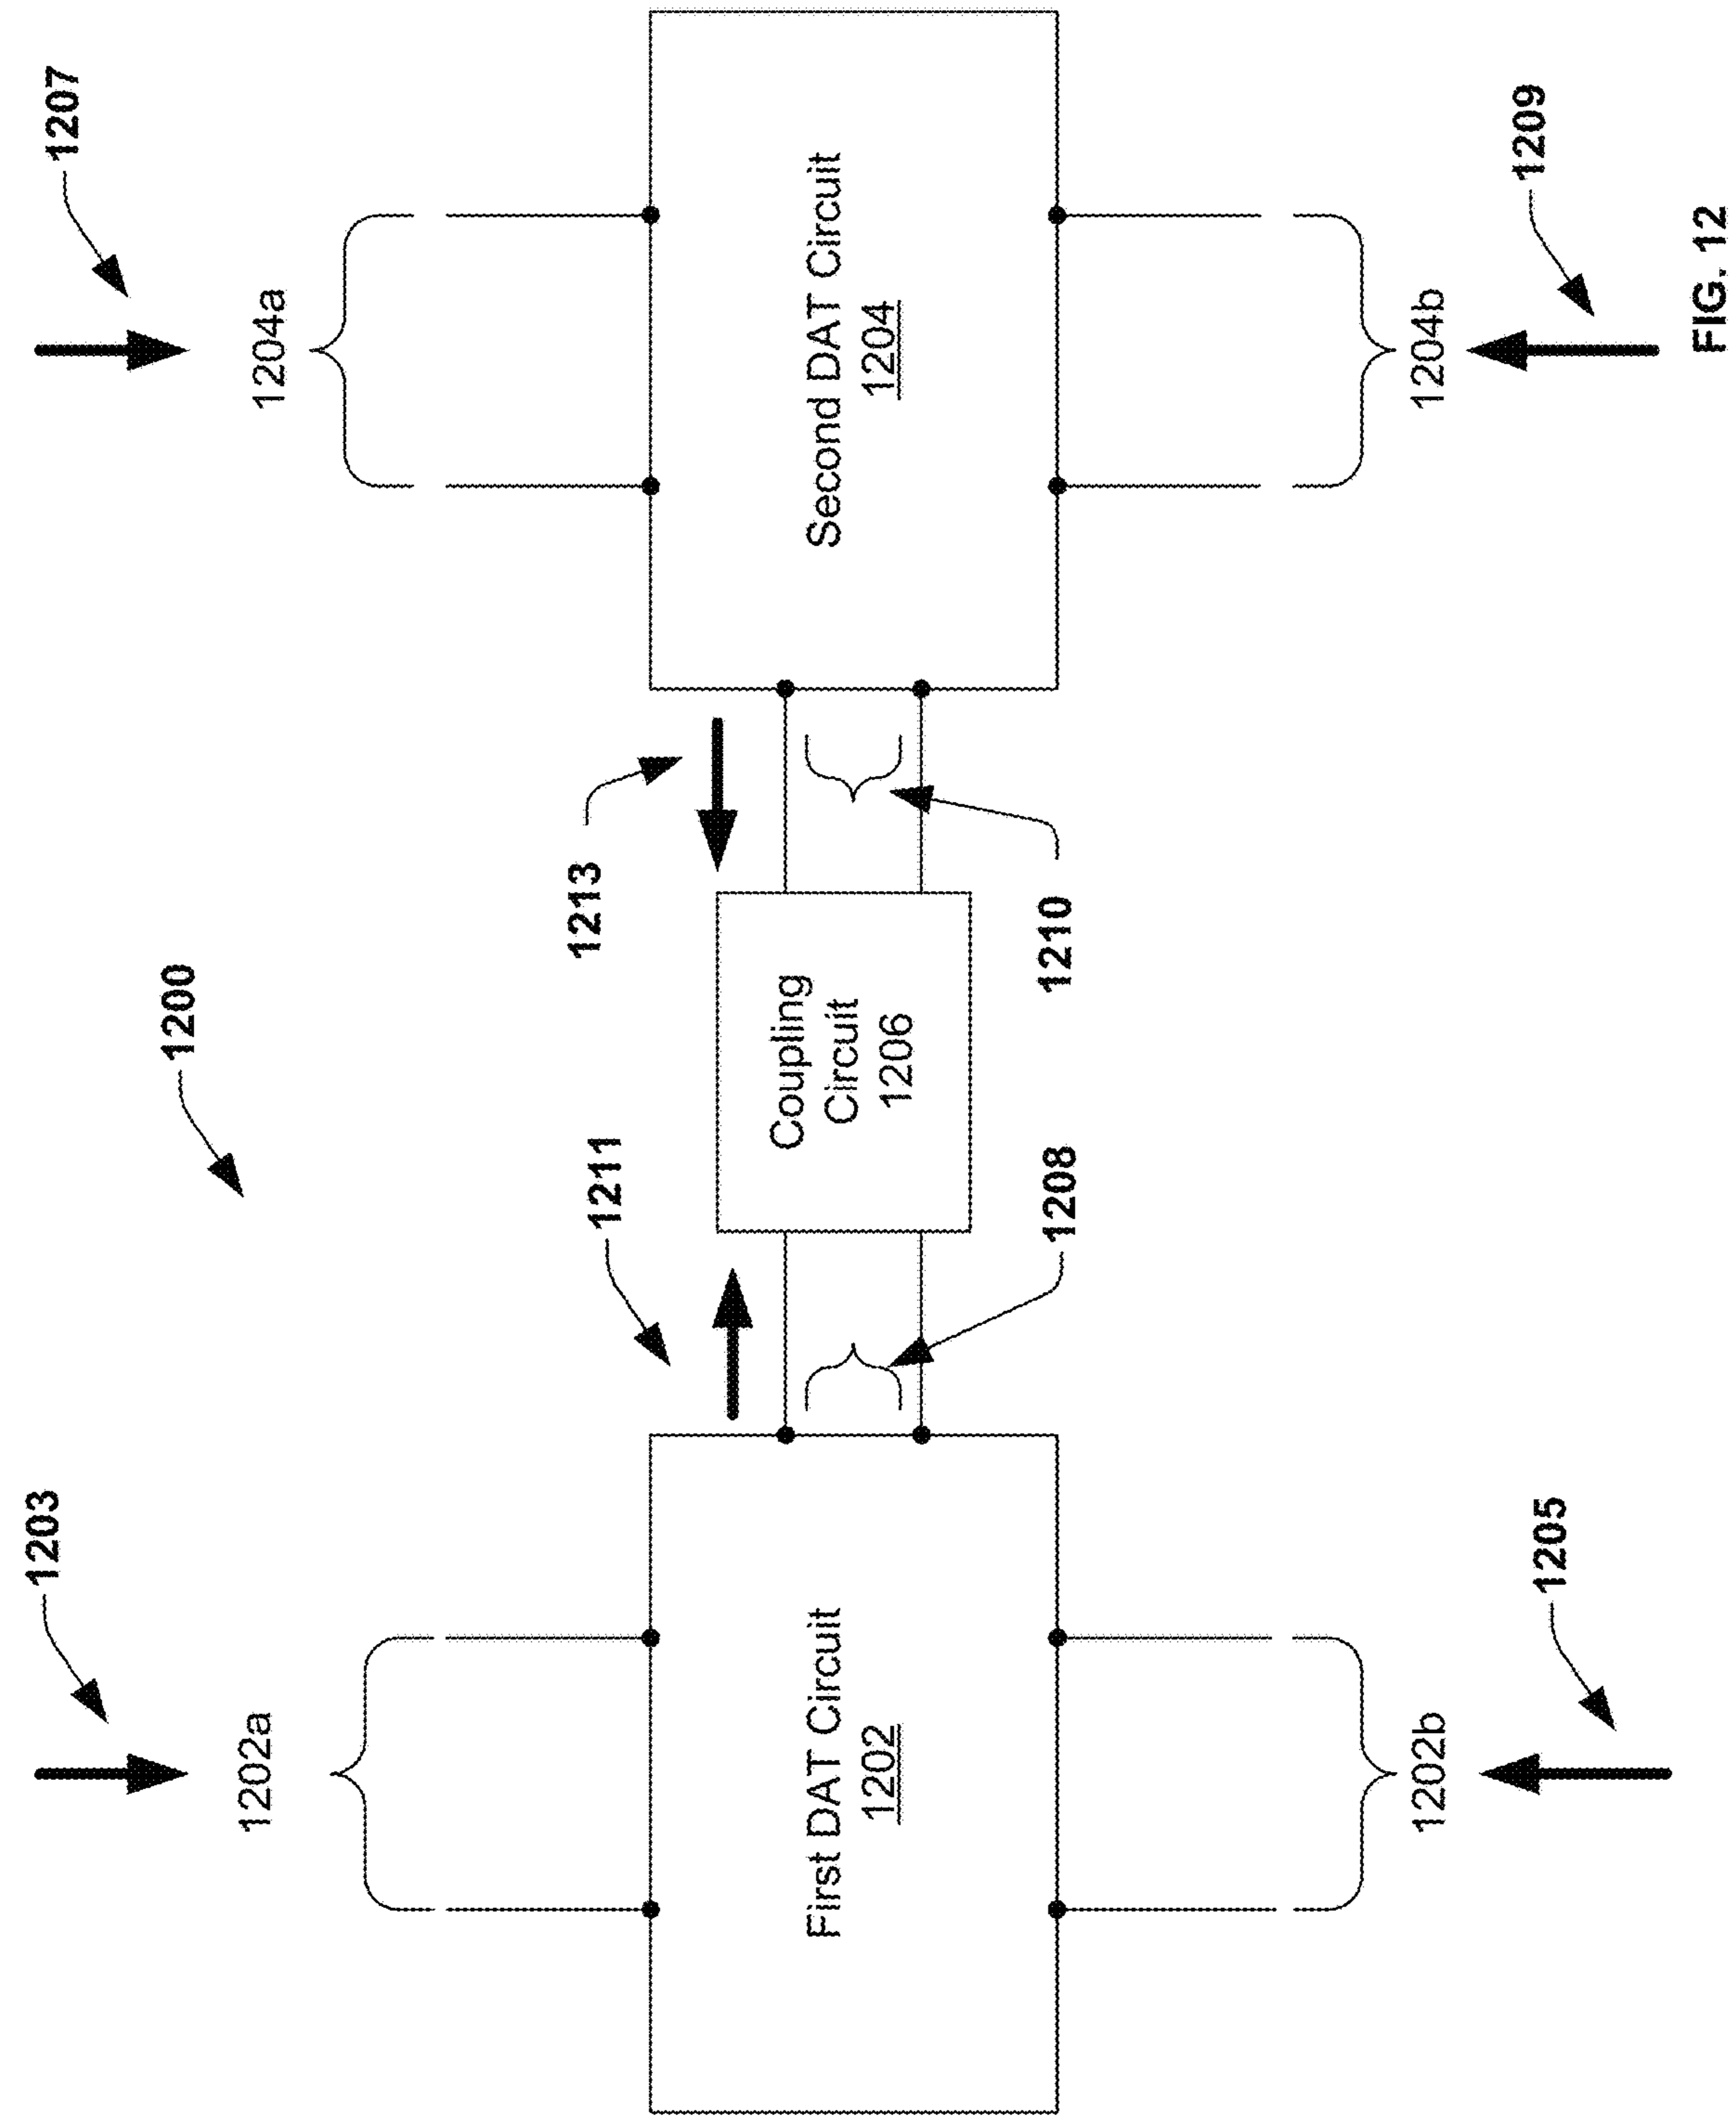 1200
1203
1207
1202a
1204a
1211
1213
First DAT Circuit
1202
Coupling
Circuit
1206
Second DAT Circuit
1204
1208
1210
1202b
1204b
1205
1209
FIG. 12